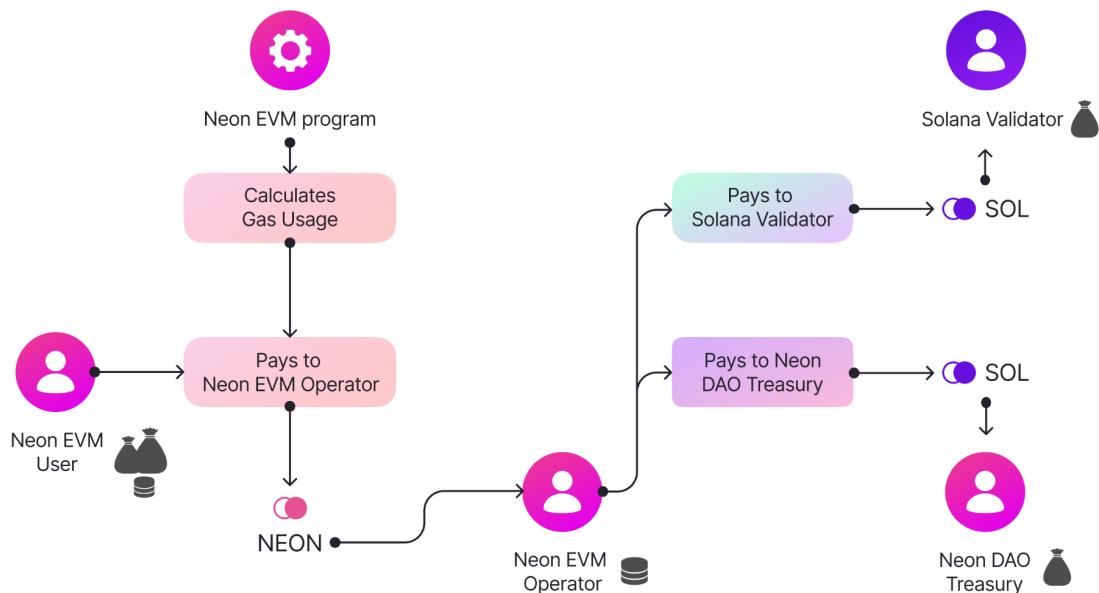 Neon EVM program
Calculates
Gas Usage
Neon EVM
User
Pays to
Neon EVM Operator
NEON
Neon EVM
Operator
Pays to
Solana Validator
SOL
Solana Validator
Pays to Neon
DAO Treasury
SOL
Neon DAO
Treasury